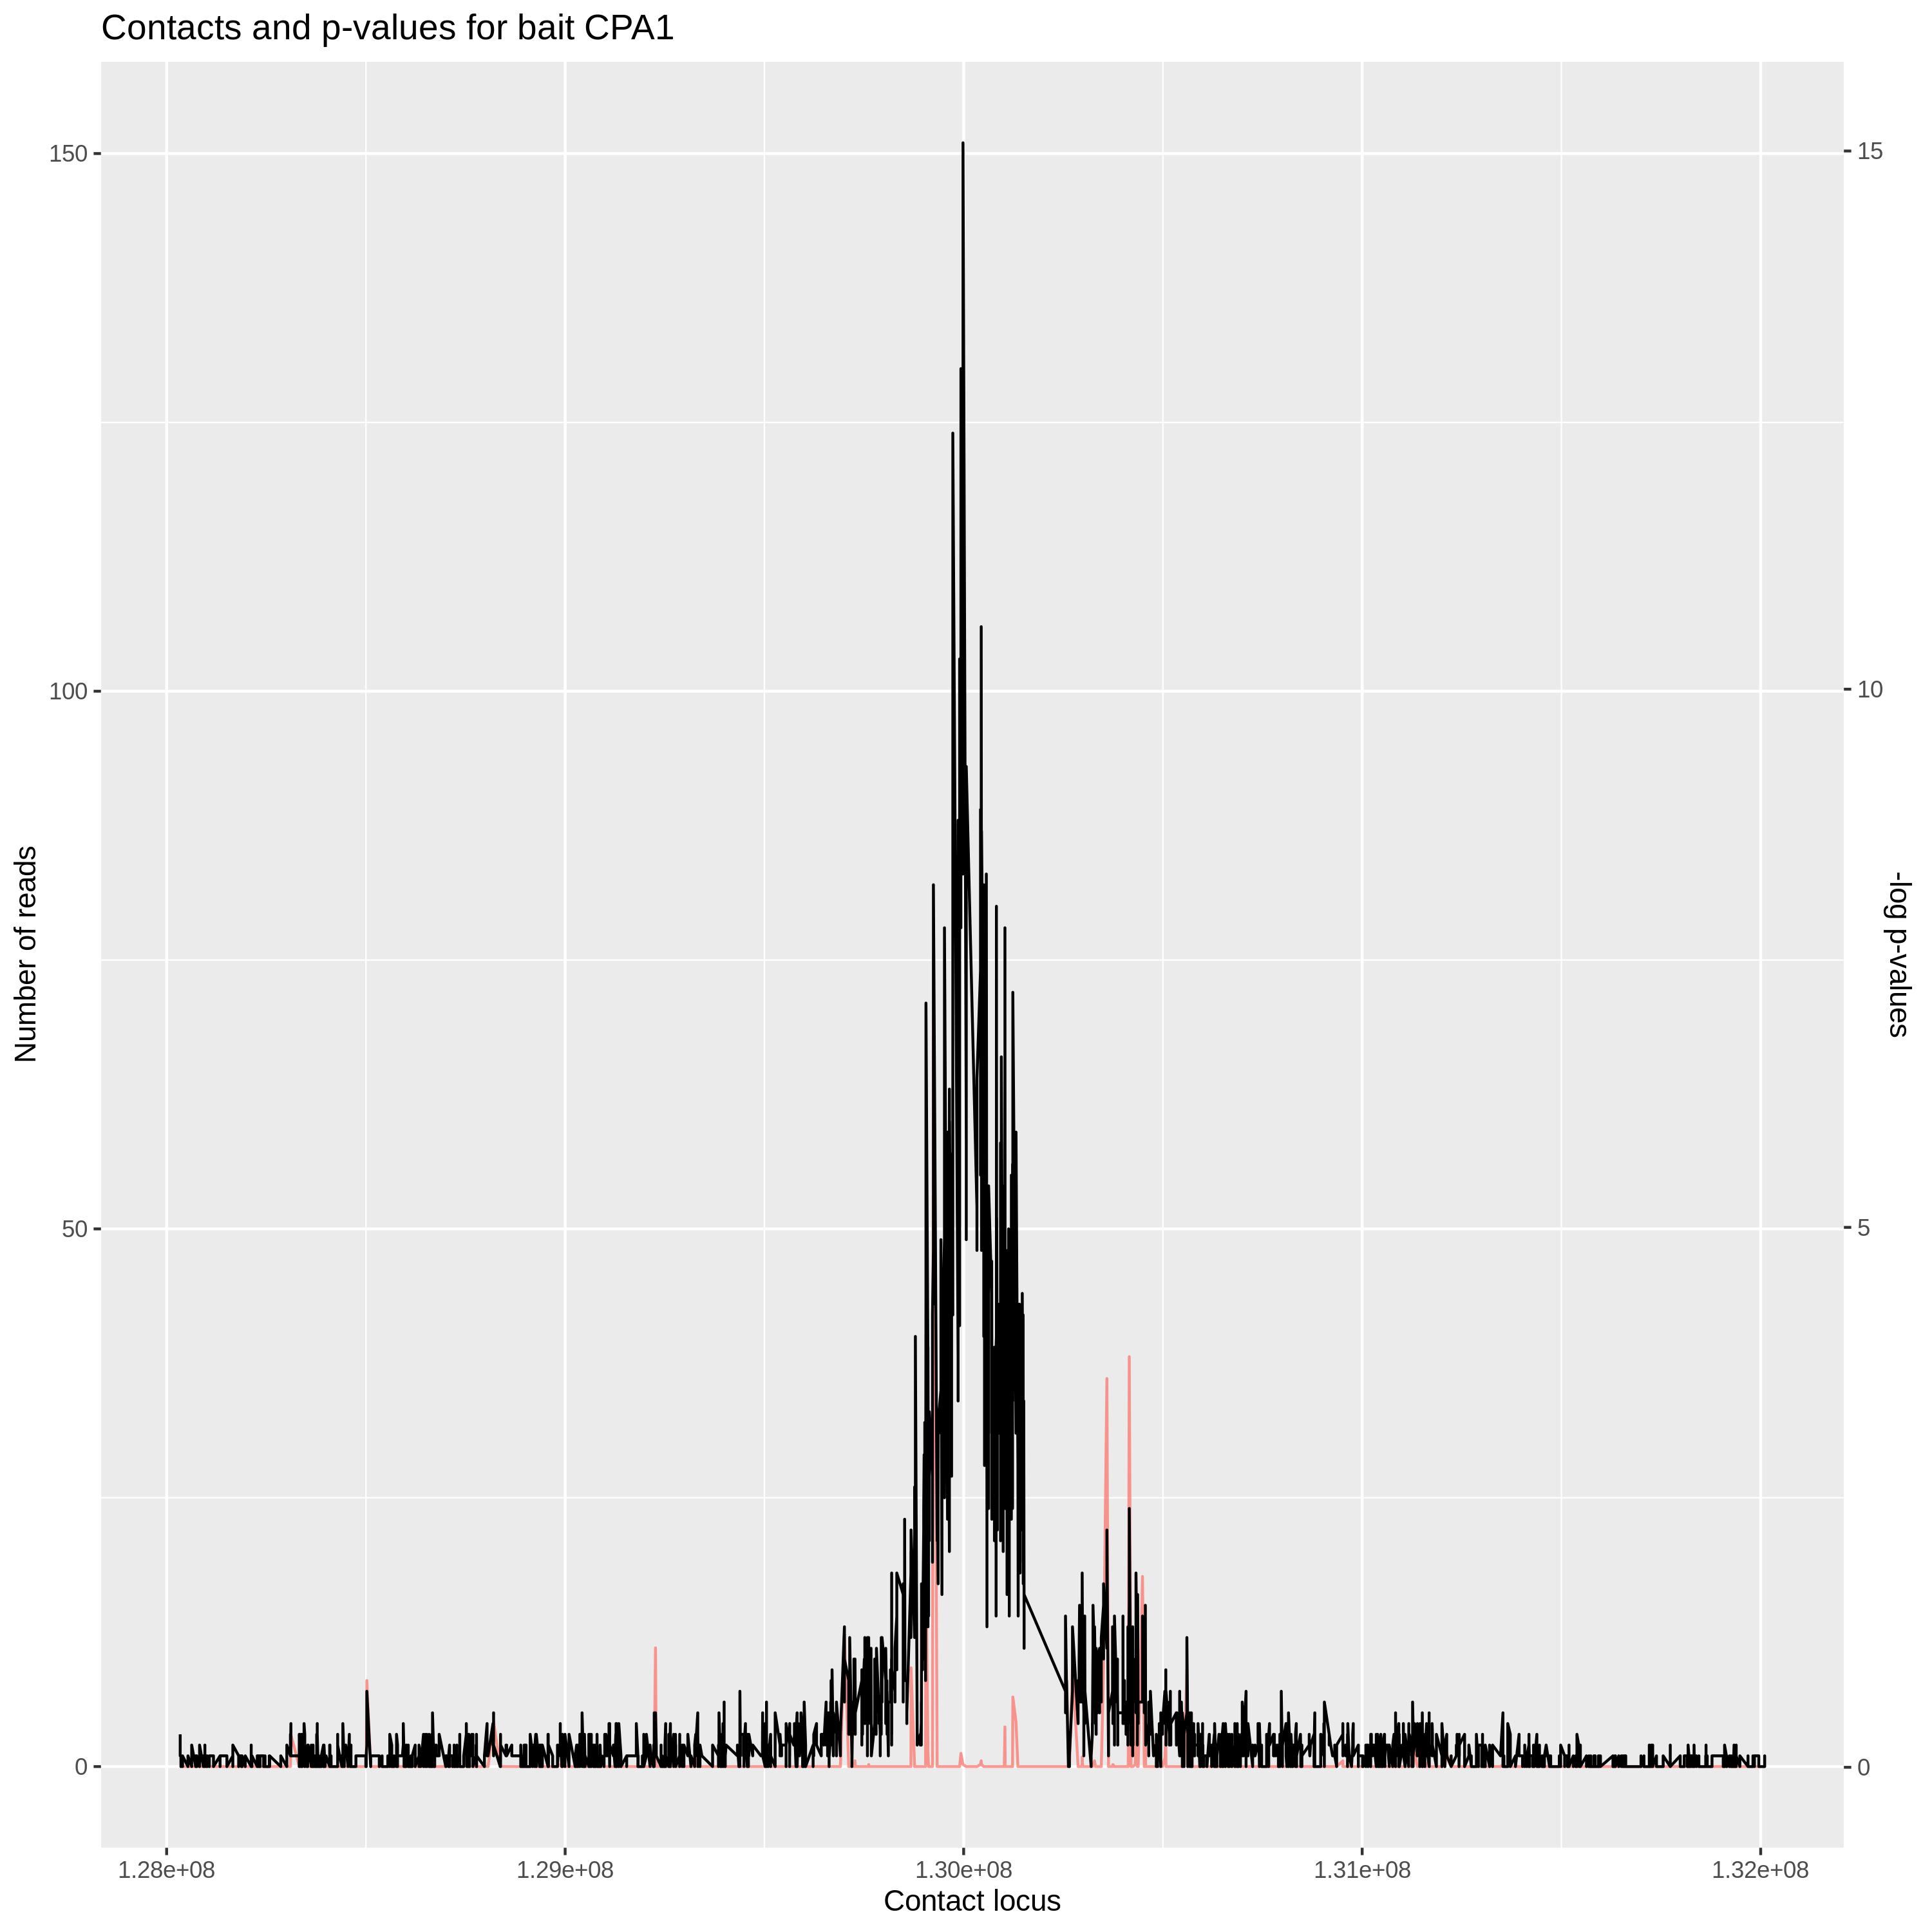 Contacts and p-values for bait CPA1
150
100
50
0
Number of reads
15
10
5
0
-log p-values
1.28e+08
1.29e+08
1.30e+08
1.31e+08
1.32e+08
Contact locus